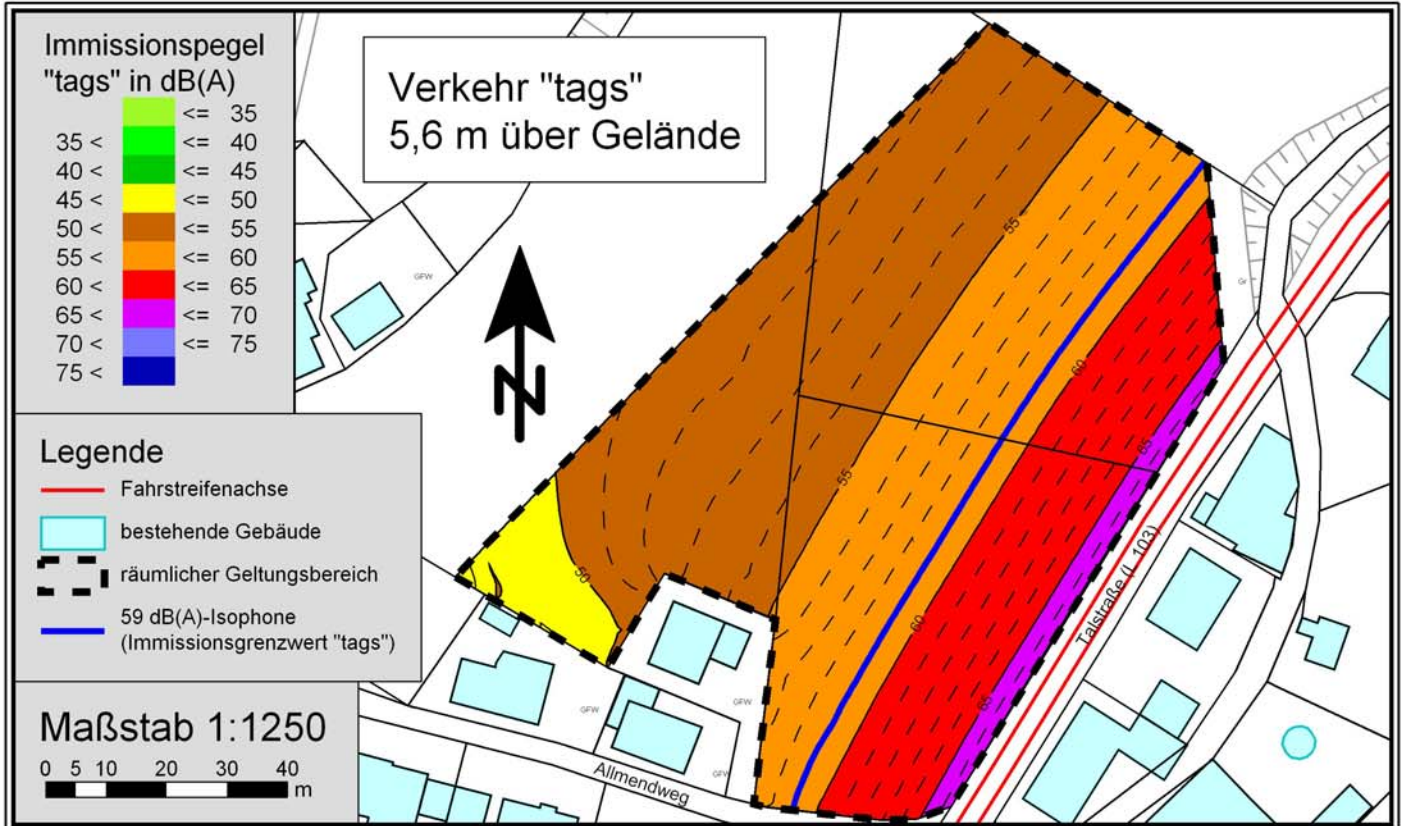 Immissionspegel
"tags" in dB(A)
<= 35
35 < <= 40
40 < <= 45
45 < <= 50
50 < <= 55
55 < <= 60
60 < <= 65
65 < <= 70
70 < <= 75
75 <
Verkehr "tags"
5,6 m über Gelände
N
Legende
Fahrstreifenachse
bestehende Gebäude
räumlicher Geltungsbereich
59 dB(A)-Isophone
(Immissionsgrenzwert "tags")
Maßstab 1:1250
0 5 10 20 30 40 m
GFW
Gr
55
60
55
65
50
60
65
Talstraße (L 103)
GFW
GFW
GFW
Allmendweg